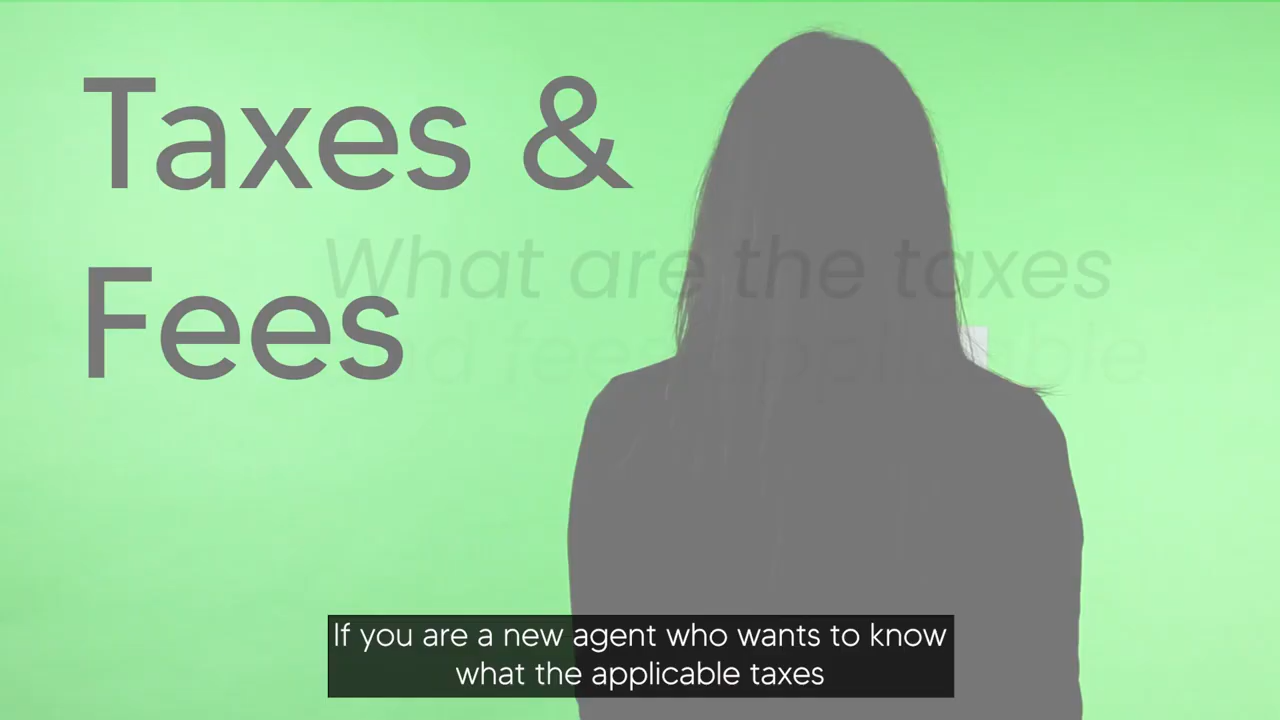 Taxes &
Fees
What are the taxes
If you are a new agent who wants to know
what the applicable taxes